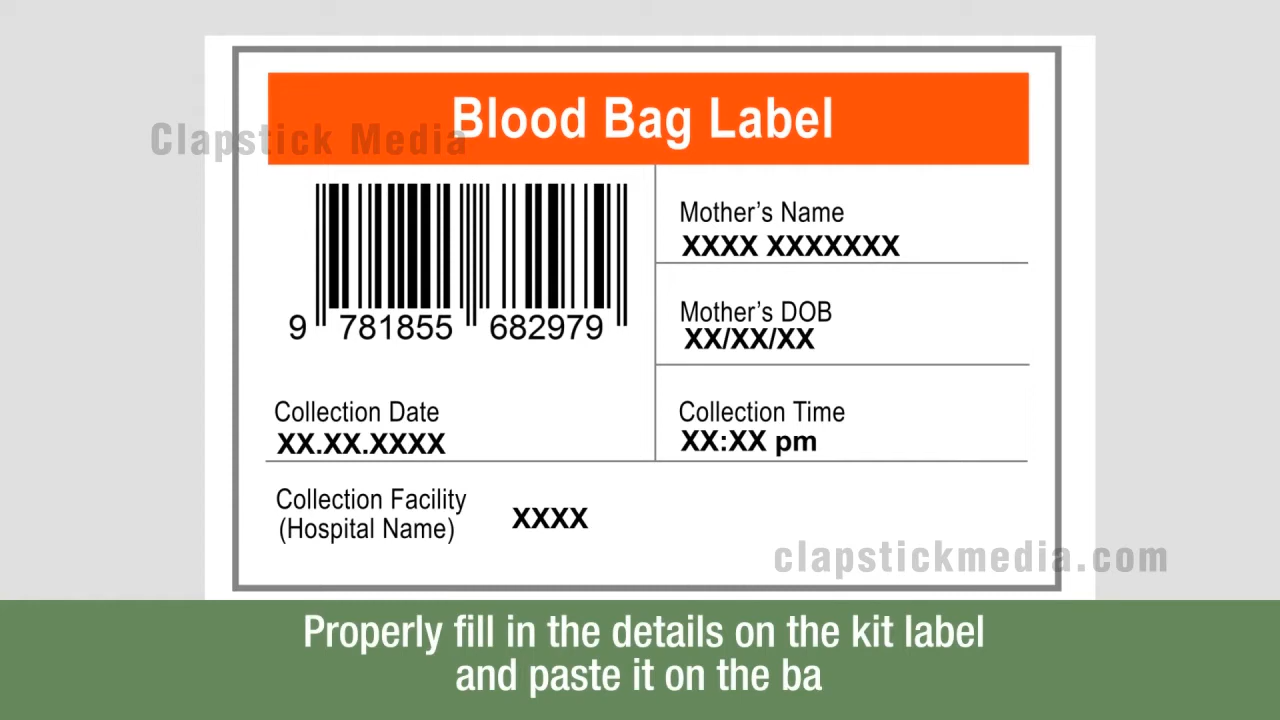 Blood Bag Label
Clapstick Media
9 781855 682979
Mother's Name
XXXX XXXXXXX
Mother's DOB
XX/XX/XX
Collection Date
XX.XX.XXXX
Collection Time
XX:XX pm
Collection Facility
(Hospital Name)
XXXX
clapstickmedia.com
Properly fill in the details on the kit label
and paste it on the ba